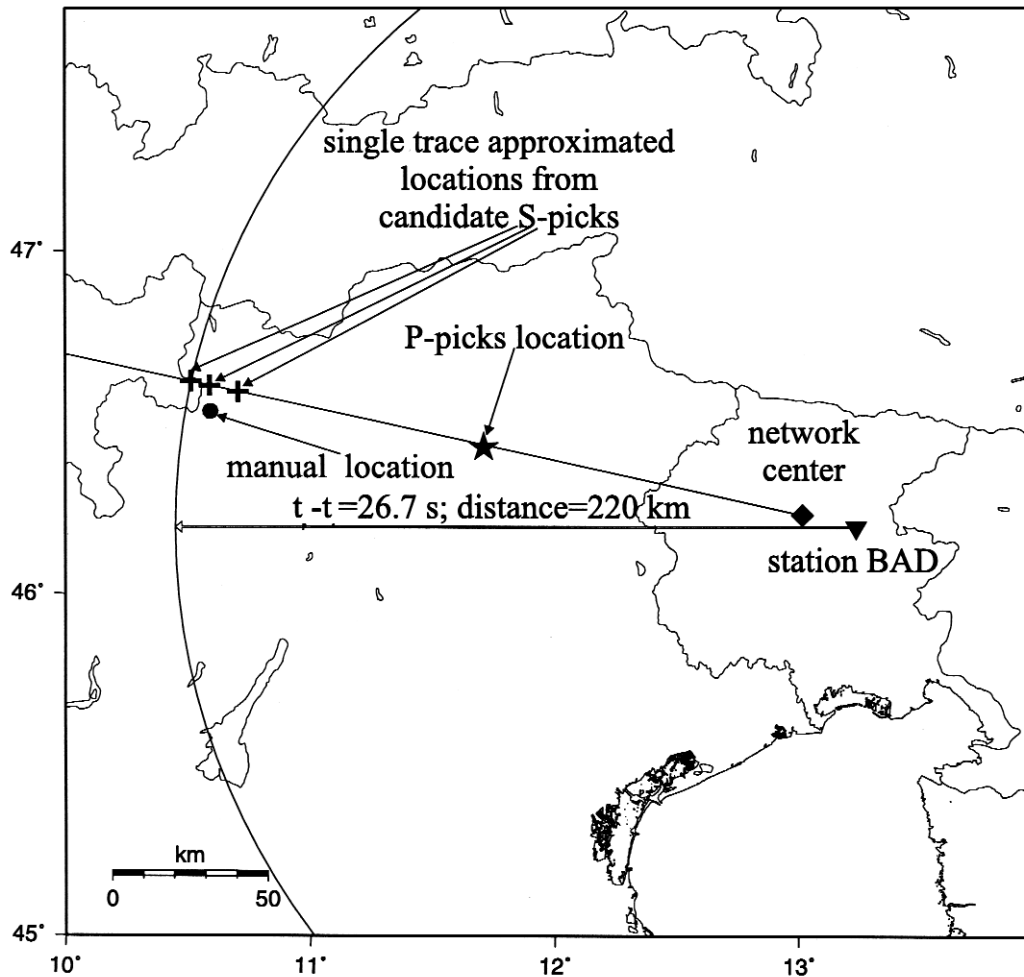 single trace approximated
locations from
candidate S-picks
47°
P-picks location
network
center
manual location
t -t =26.7 s; distance=220 km
station BAD
46°
km
0 50
45°
10° 11° 12° 13°